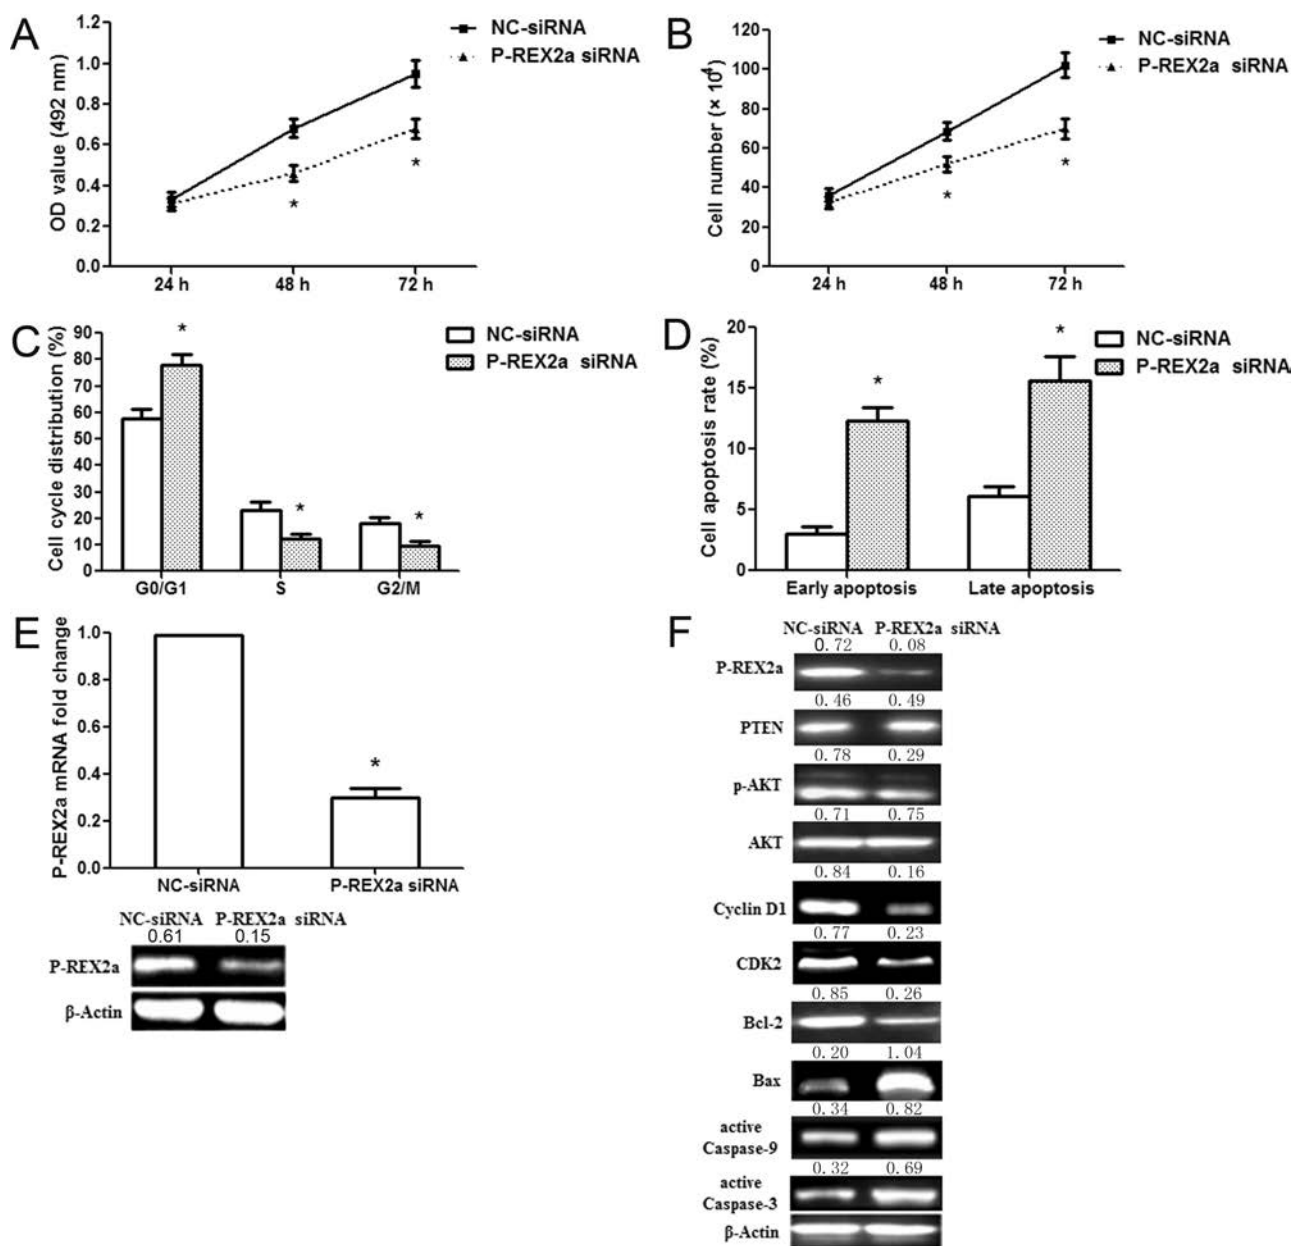 A
OD value (492 nm)
1.2
1.0
0.8
0.6
0.4
0.2
0.0
24 h 48 h 72 h
* *
NC-siRNA
P-REX2a siRNA
B
Cell number (× 10⁴)
120
100
80
60
40
20
0
24 h 48 h 72 h
* *
NC-siRNA
P-REX2a siRNA
C
Cell cycle distribution (%)
90
80
70
60
50
40
30
20
10
0
G0/G1 S G2/M
* * *
NC-siRNA
P-REX2a siRNA
D
Cell apoptosis rate (%)
20
15
10
5
0
Early apoptosis Late apoptosis
* *
NC-siRNA
P-REX2a siRNA
E
P-REX2a mRNA fold change
1.0
0.8
0.6
0.4
0.2
0.0
*
NC-siRNA P-REX2a siRNA
NC-siRNA P-REX2a siRNA
0.61 0.15
P-REX2a
β-Actin
F
NC-siRNA P-REX2a siRNA
0.72 0.08
P-REX2a
0.46 0.49
PTEN
0.78 0.29
p-AKT
0.71 0.75
AKT
0.84 0.16
Cyclin D1
0.77 0.23
CDK2
0.85 0.26
Bcl-2
0.20 1.04
Bax
0.34 0.82
active
Caspase-9
0.32 0.69
active
Caspase-3
β-Actin